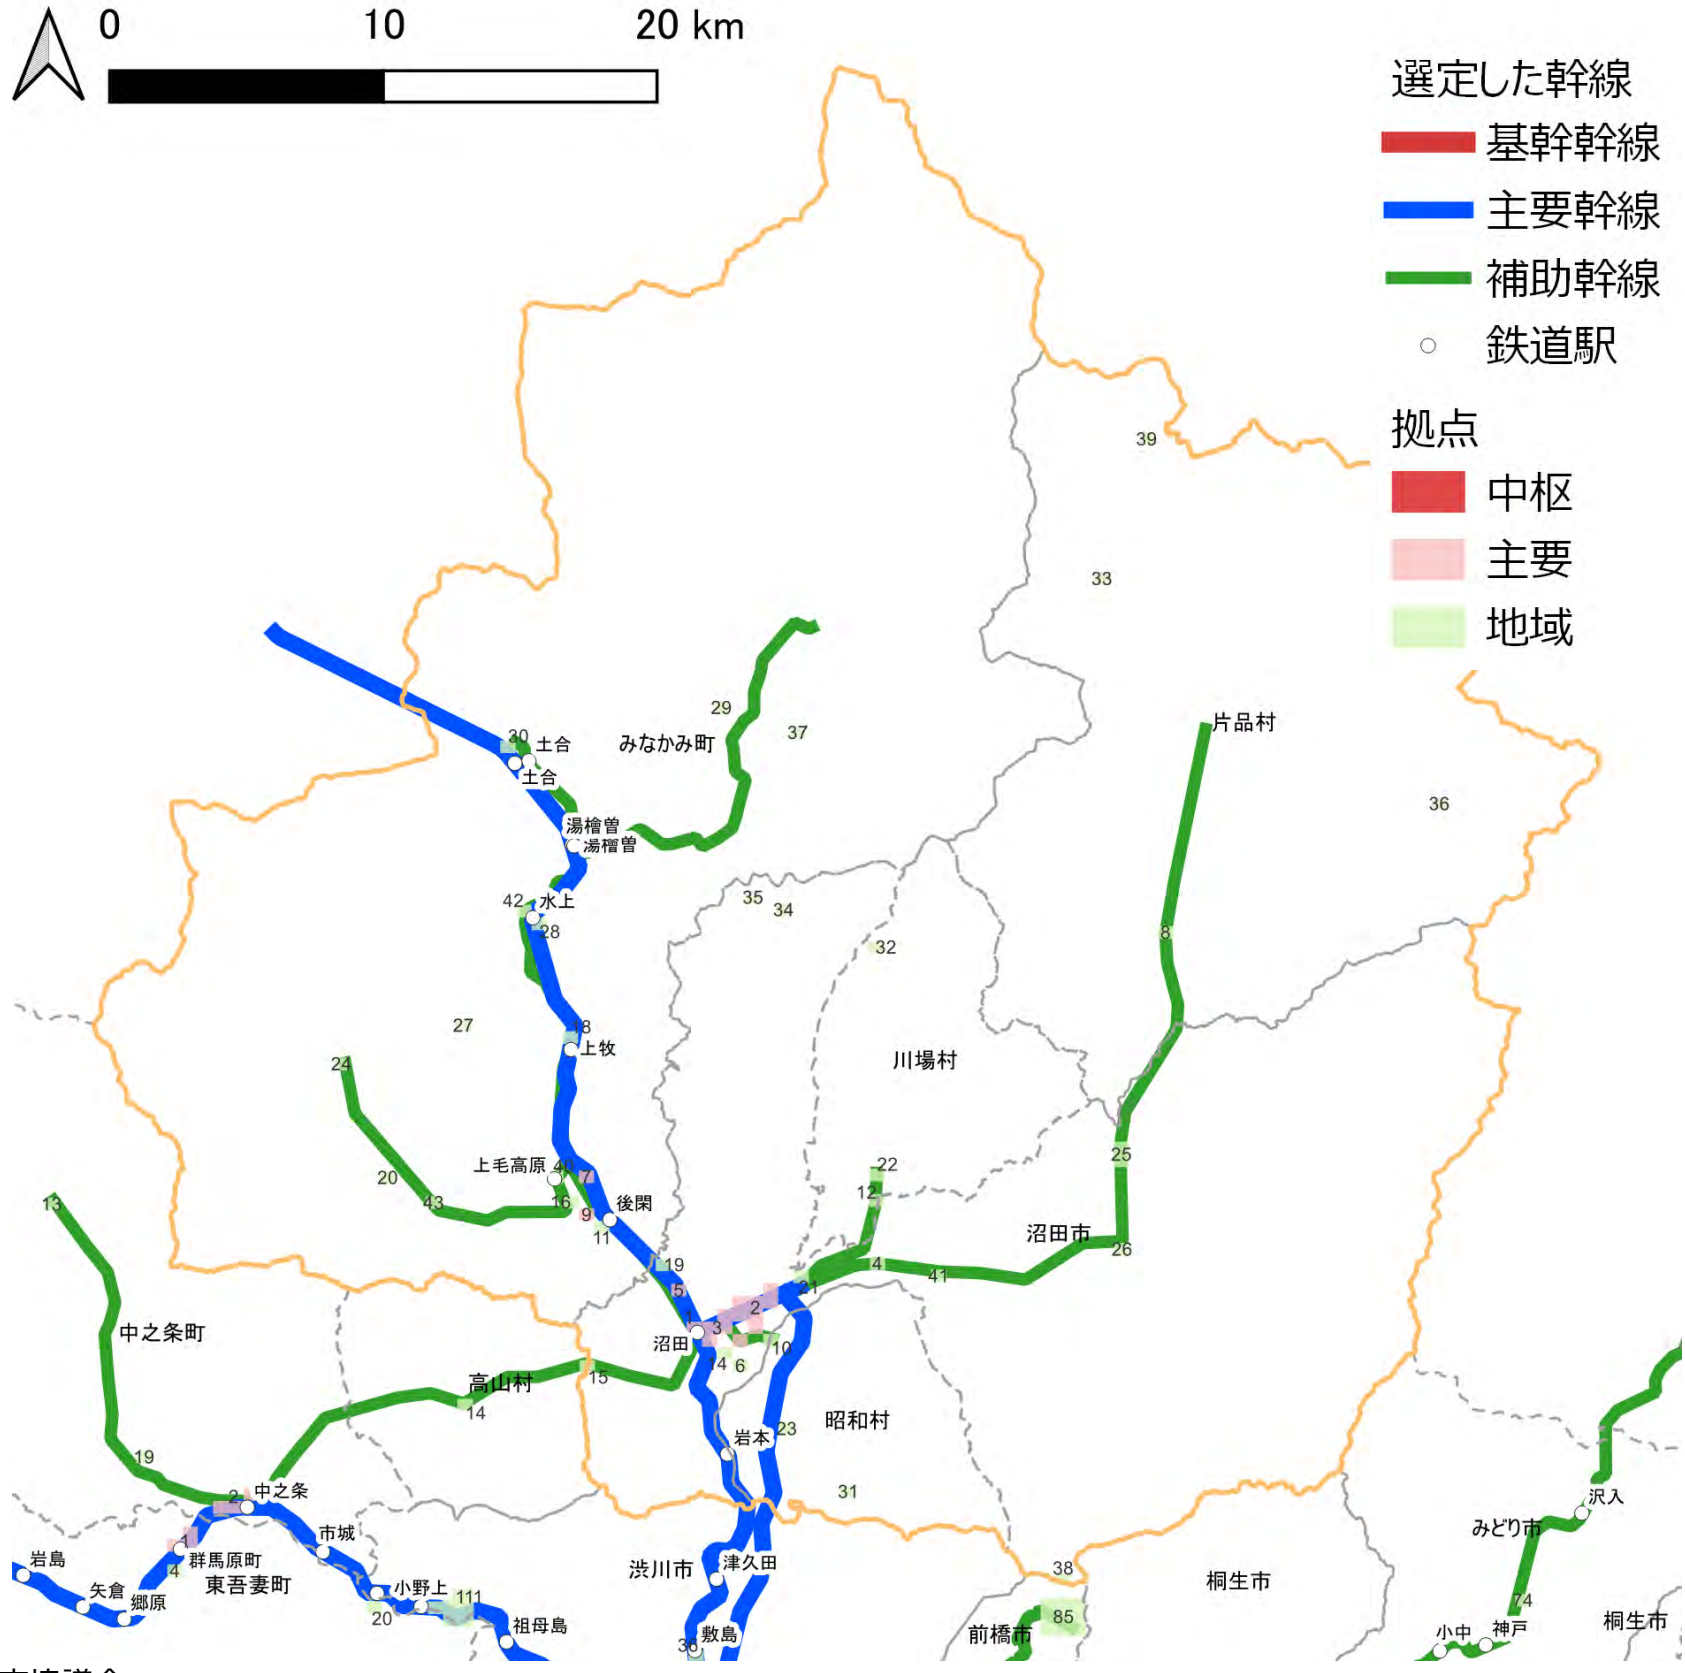 0 10 20 km
選定した幹線
基幹幹線
主要幹線
補助幹線
鉄道駅
拠点
中枢
主要
地域
39
33
29
37
みなかみ町
片品村
30
土合
土合
36
湯檜曽
湯檜曽
35
34
42
水上
28
8
32
27
18
上牧
24
川場村
上毛高原
40
7
20
43
16
9
後閑
11
22
12
25
沼田市
26
13
19
5
21
4
41
1
3
2
沼田
14
6
10
中之条町
高山村
15
14
昭和村
23
岩本
31
19
2
中之条
沢入
みどり市
1
群馬原町
4
市城
岩島
東吾妻町
矢倉
郷原
渋川市
津久田
38
桐生市
小野上
111
20
祖母島
36
敷島
前橋市
85
74
小中
神戸
桐生市